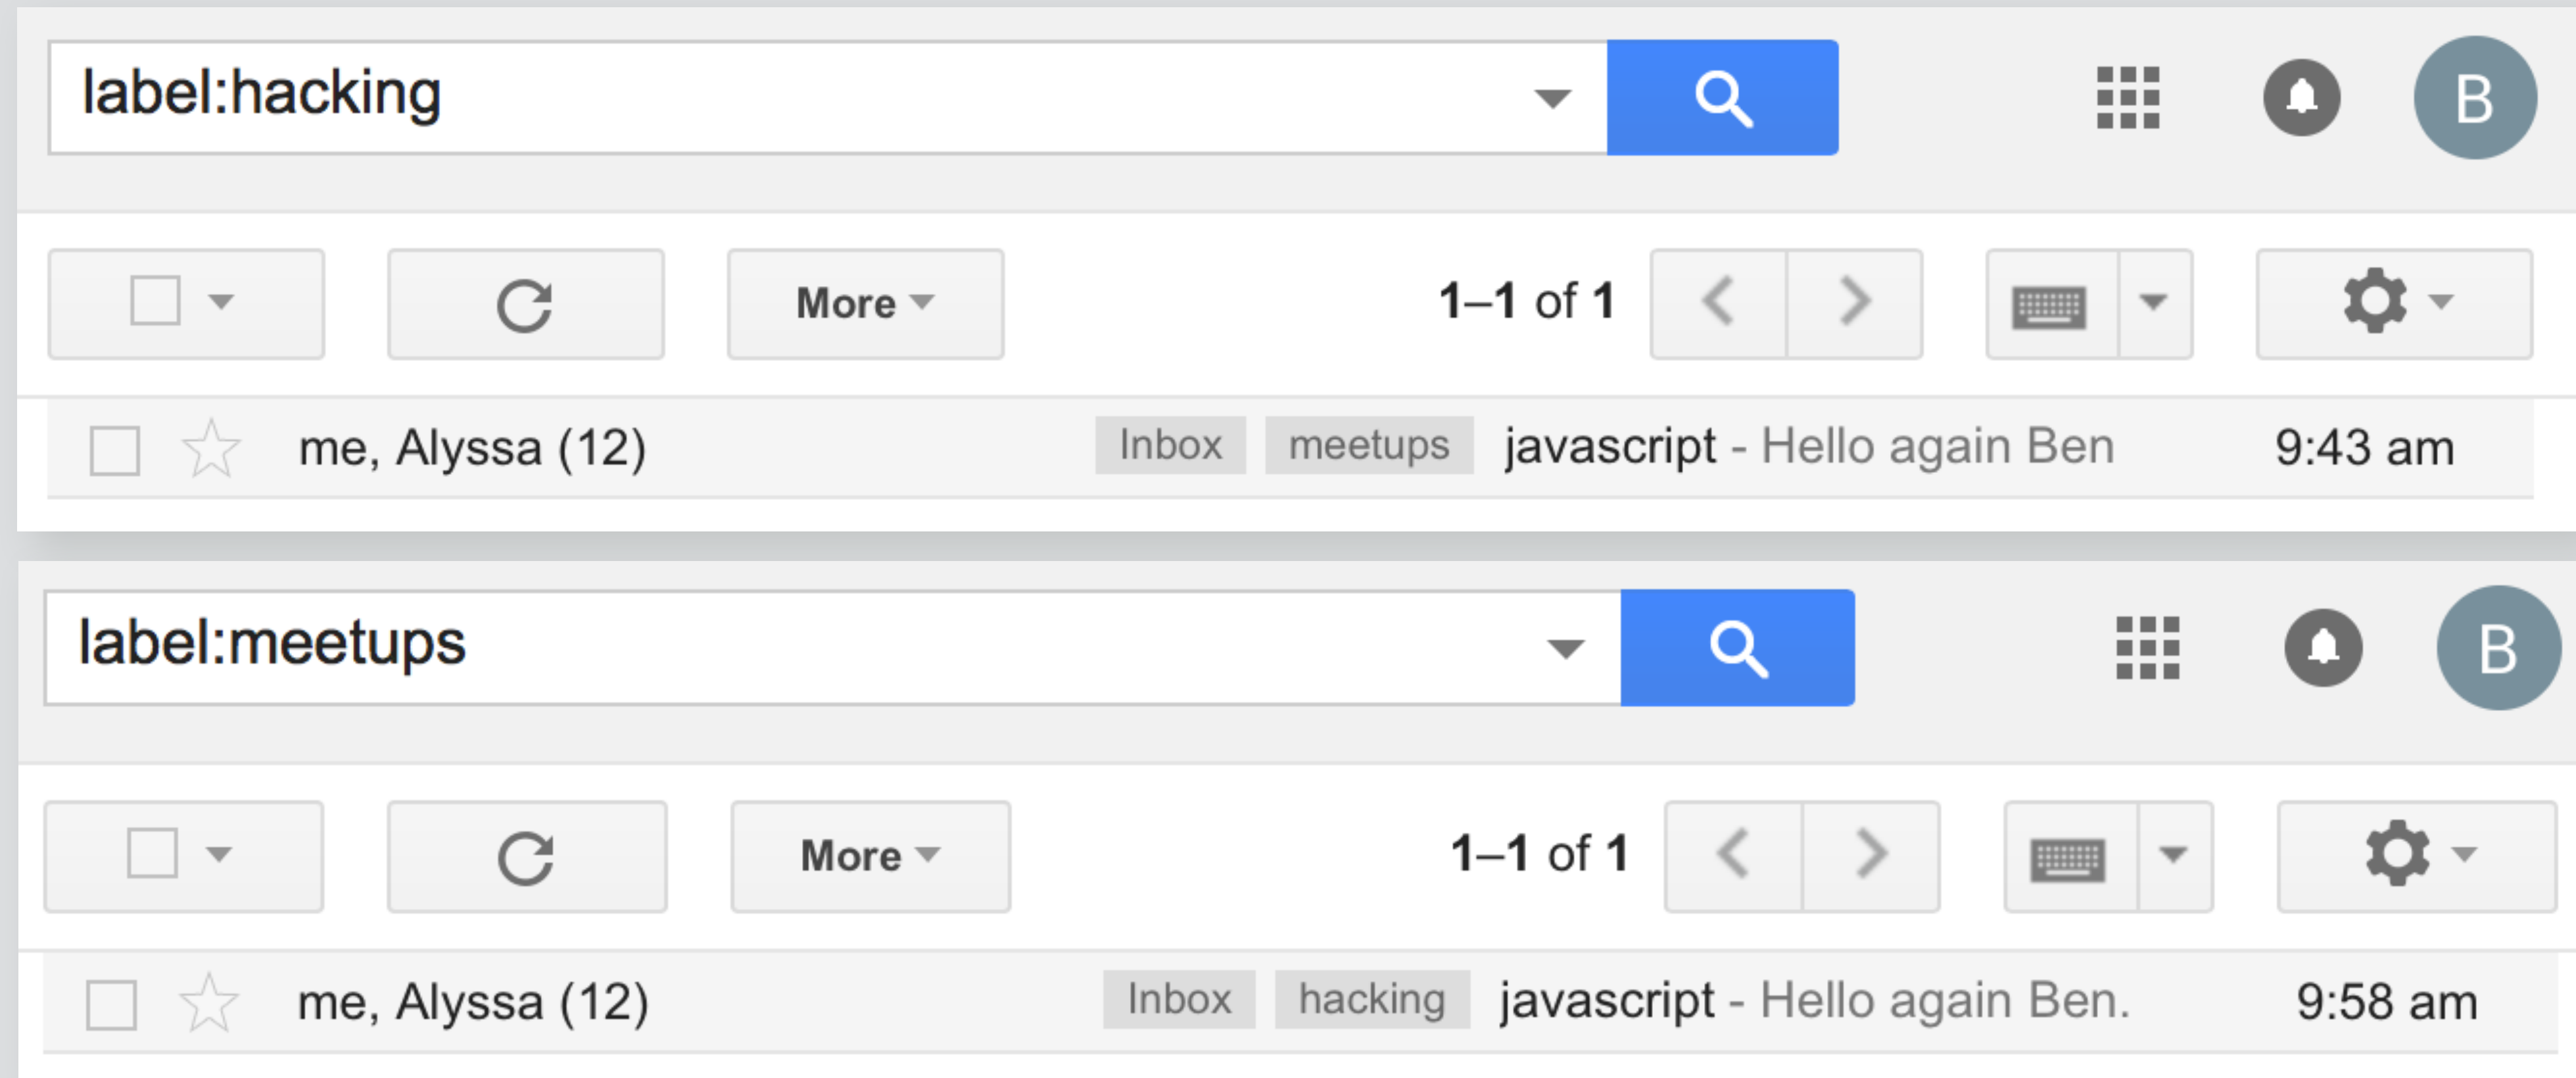 label:hacking
B
More
1–1 of 1
me, Alyssa (12) Inbox meetups javascript - Hello again Ben 9:43 am
label:meetups
B
More
1–1 of 1
me, Alyssa (12) Inbox hacking javascript - Hello again Ben. 9:58 am